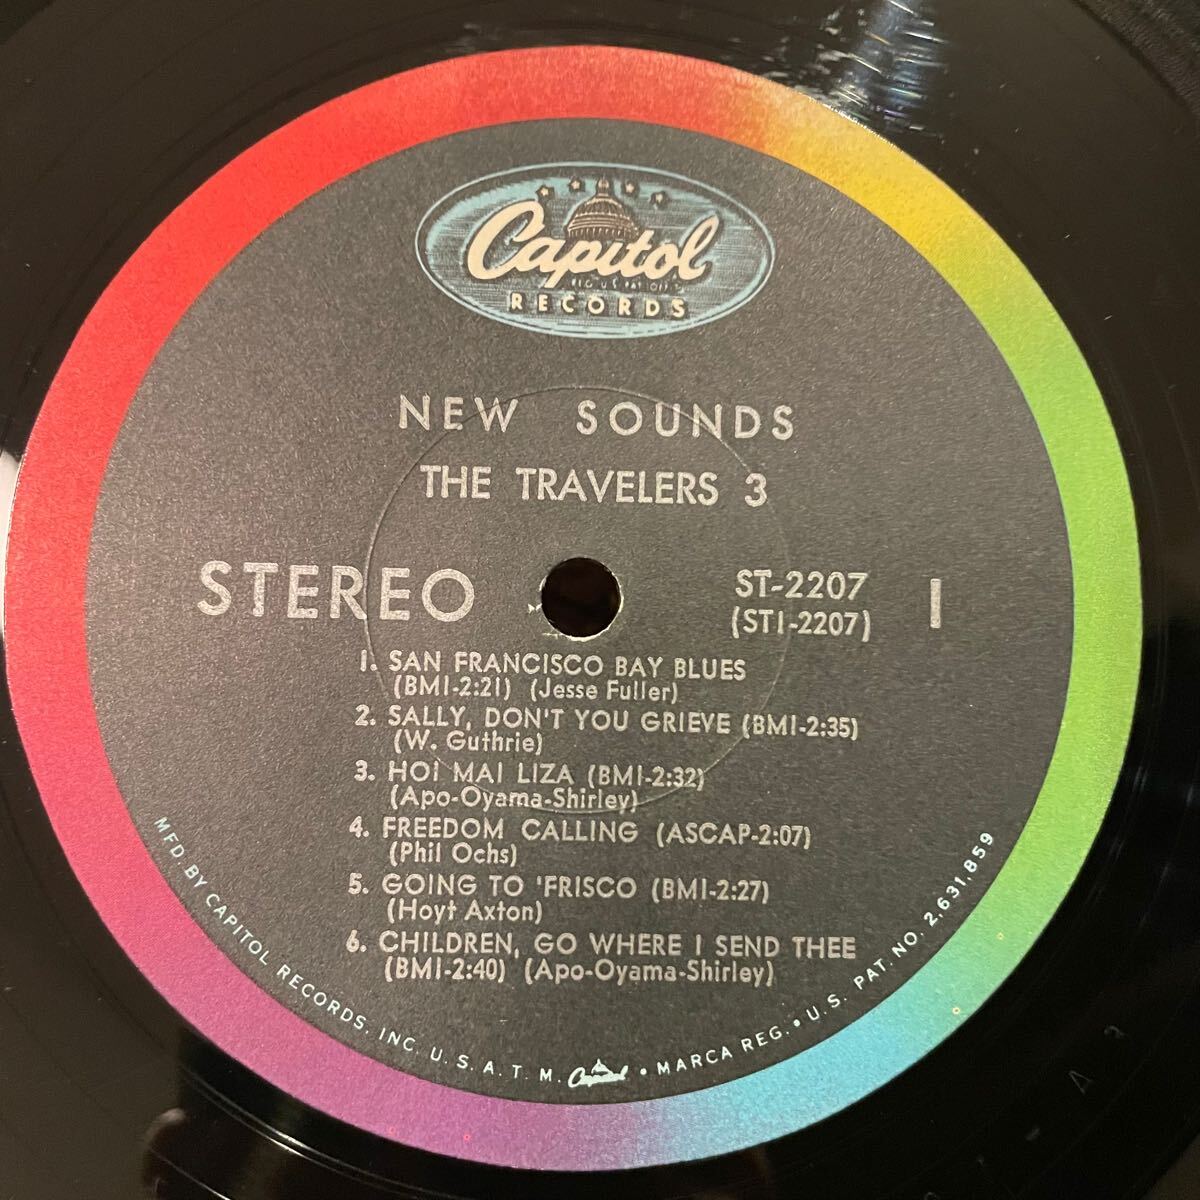 Capitol
REG. U.S. PAT. OFF.
RECORDS
NEW SOUNDS
THE TRAVELERS 3
STEREO
ST-2207
(ST1-2207)
1
1. SAN FRANCISCO BAY BLUES
(BMI-2:21) (Jesse Fuller)
2. SALLY, DON'T YOU GRIEVE (BMI-2:35)
(W. Guthrie)
3. HOI MAI LIZA (BMI-2:32)
(Apo-Oyama-Shirley)
4. FREEDOM CALLING (ASCAP-2:07)
(Phil Ochs)
5. GOING TO 'FRISCO (BMI-2:27)
(Hoyt Axton)
6. CHILDREN, GO WHERE I SEND THEE
(BMI-2:40) (Apo-Oyama-Shirley)
MFD. BY CAPITOL RECORDS, INC. U.S.A. T.M. Capitol • MARCA REG. • U.S. PAT. NO. 2,631,859
A 3